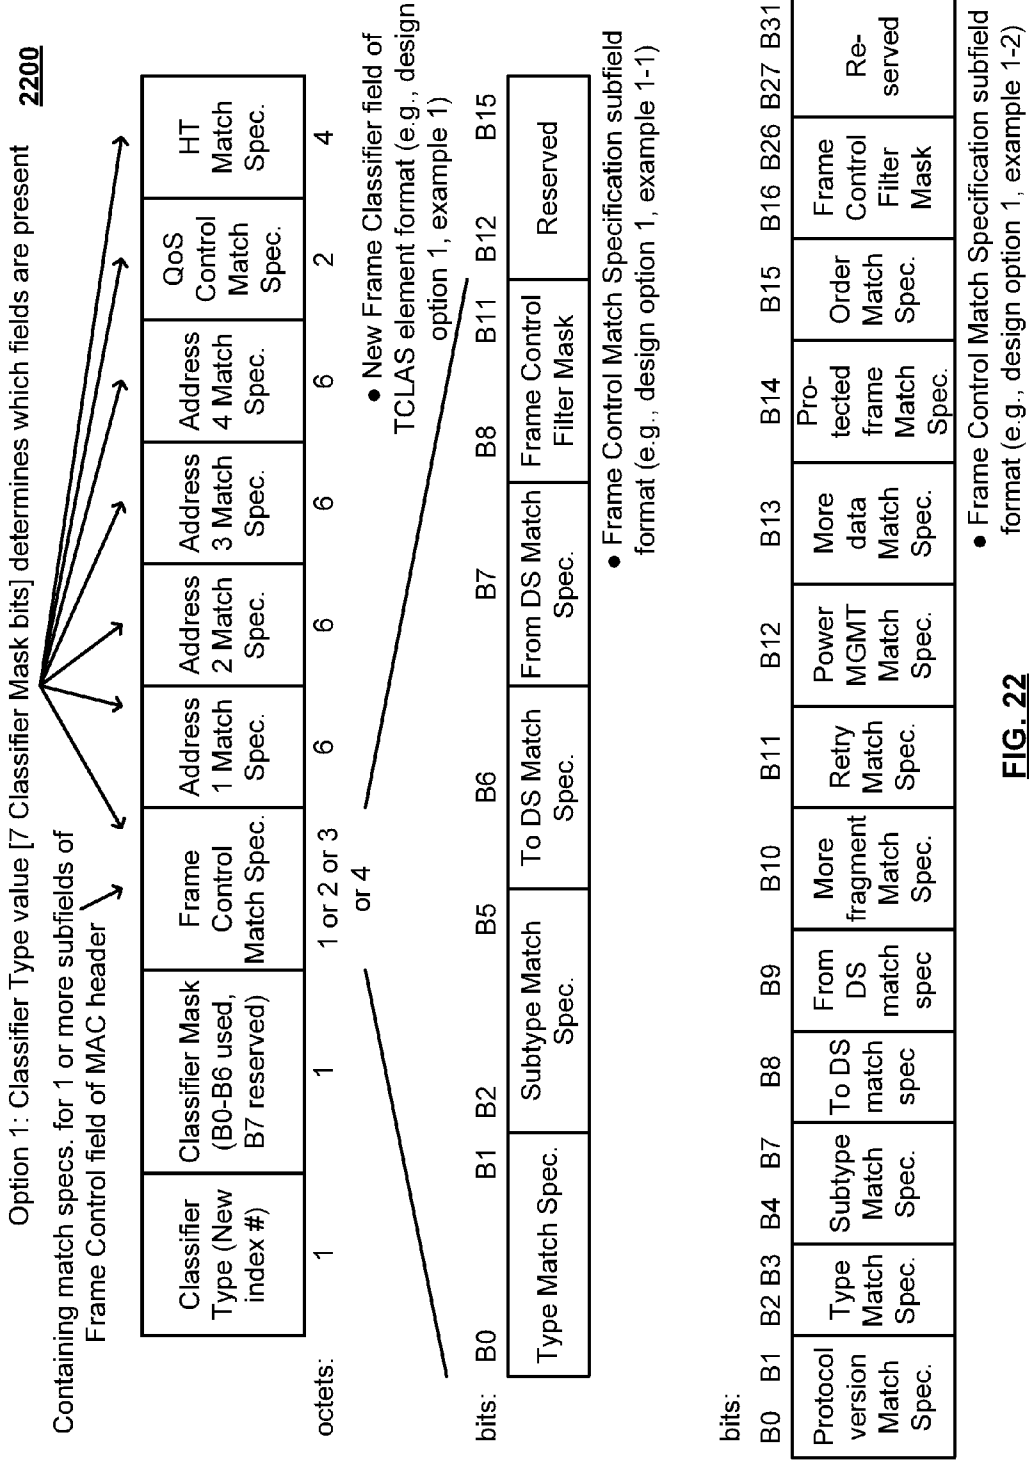 Option 1: Classifier Type value [7 Classifier Mask bits] determines which fields are present
2200
Containing match specs. for 1 or more subfields of
Frame Control field of MAC header
Classifier
Type (New
index #)
Classifier Mask
(B0-B6 used,
B7 reserved)
Frame
Control
Match Spec.
Address
1 Match
Spec.
Address
2 Match
Spec.
Address
3 Match
Spec.
Address
4 Match
Spec.
QoS
Control
Match
Spec.
HT
Match
Spec.
octets:
1
1
1 or 2 or 3
or 4
6
6
6
6
2
4
● New Frame Classifier field of
TCLAS element format (e.g., design
option 1, example 1)
bits:
B0 B1
B2 B5
B6
B7
B8 B11
B12 B15
Type Match Spec.
Subtype Match
Spec.
To DS Match
Spec.
From DS Match
Spec.
Frame Control
Filter Mask
Reserved
● Frame Control Match Specification subfield
format (e.g., design option 1, example 1-1)
bits:
B0 B1
B2 B3
B4 B7
B8
B9
B10
B11
B12
B13
B14
B15
B16 B26
B27 B31
Protocol
version
Match
Spec.
Type
Match
Spec.
Subtype
Match
Spec.
To DS
match
spec
From
DS
match
spec
More
fragment
Match
Spec.
Retry
Match
Spec.
Power
MGMT
Match
Spec.
More
data
Match
Spec.
Pro-
tected
frame
Match
Spec.
Order
Match
Spec.
Frame
Control
Filter
Mask
Re-
served
● Frame Control Match Specification subfield
format (e.g., design option 1, example 1-2)
FIG. 22